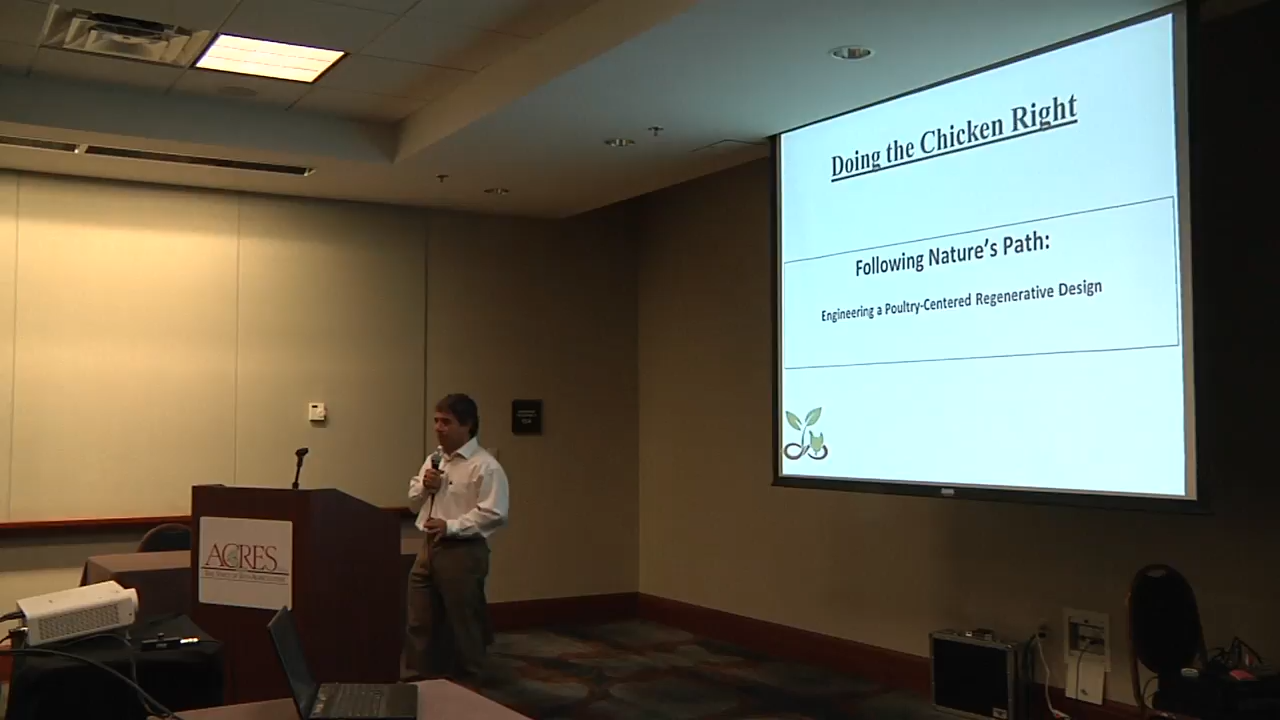 Doing the Chicken Right
Following Nature's Path:
Engineering a Poultry-Centered Regenerative Design
ACRES